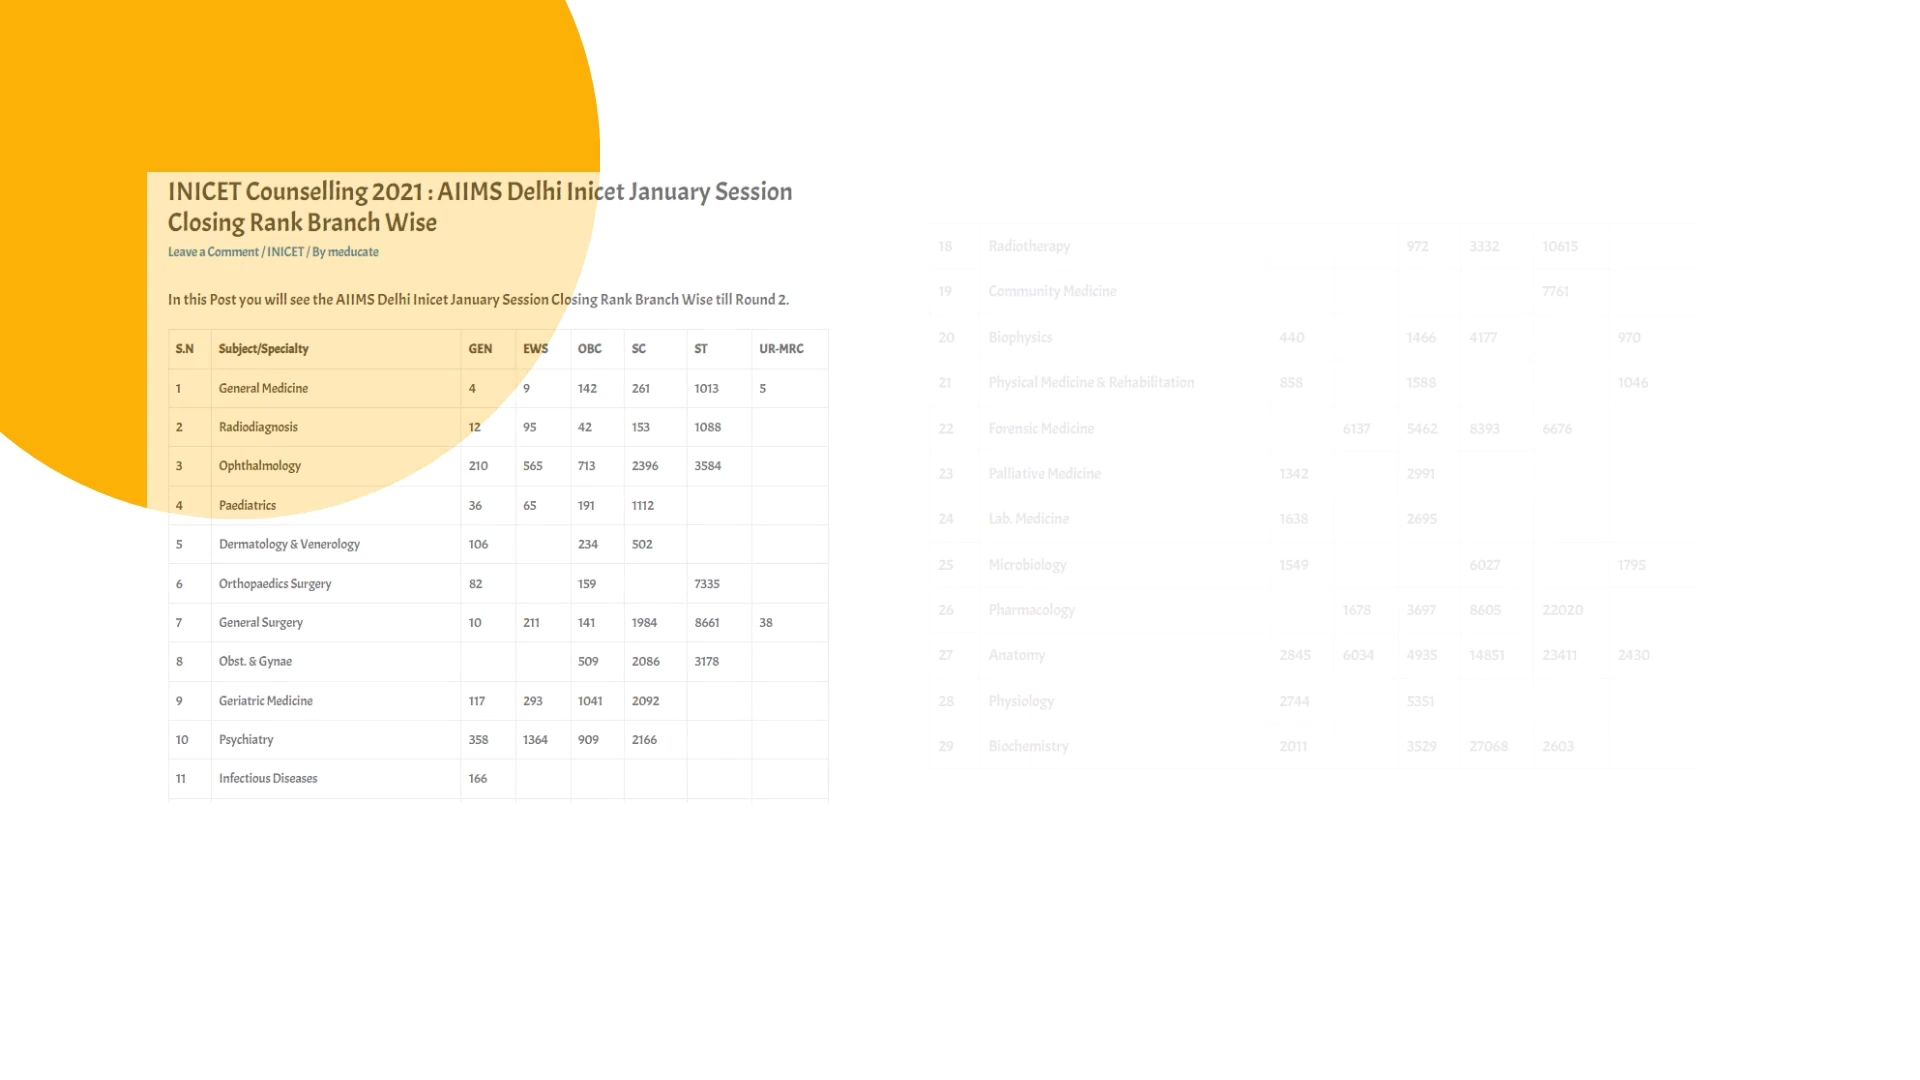 INICET Counselling 2021 : AIIMS Delhi Inicet January Session
Closing Rank Branch Wise
Leave a Comment / INICET / By meducate
In this Post you will see the AIIMS Delhi Inicet January Session Closing Rank Branch Wise till Round 2.
S.N Subject/Specialty GEN EWS OBC SC ST UR-MRC
1 General Medicine 4 9 142 261 1013 5
2 Radiodiagnosis 12 95 42 153 1088
3 Ophthalmology 210 565 713 2396 3584
4 Paediatrics 36 65 191 1112
5 Dermatology & Venerology 106 234 502
6 Orthopaedics Surgery 82 159 7335
7 General Surgery 10 211 141 1984 8661 38
8 Obst. & Gynae 509 2086 3178
9 Geriatric Medicine 117 293 1041 2092
10 Psychiatry 358 1364 909 2166
11 Infectious Diseases 166
18 Radiotherapy 972 3332 10615
19 Community Medicine 7761
20 Biophysics 440 1466 4177 970
21 Physical Medicine & Rehabilitation 858 1588 1046
22 Forensic Medicine 6137 5462 8393 6676
23 Palliative Medicine 1342 2991
24 Lab. Medicine 1638 2695
25 Microbiology 1549 6027 1795
26 Pharmacology 1678 3697 8605 22020
27 Anatomy 2845 6034 4935 14851 23411 2430
28 Physiology 2744 5351
29 Biochemistry 2011 3529 27068 2603